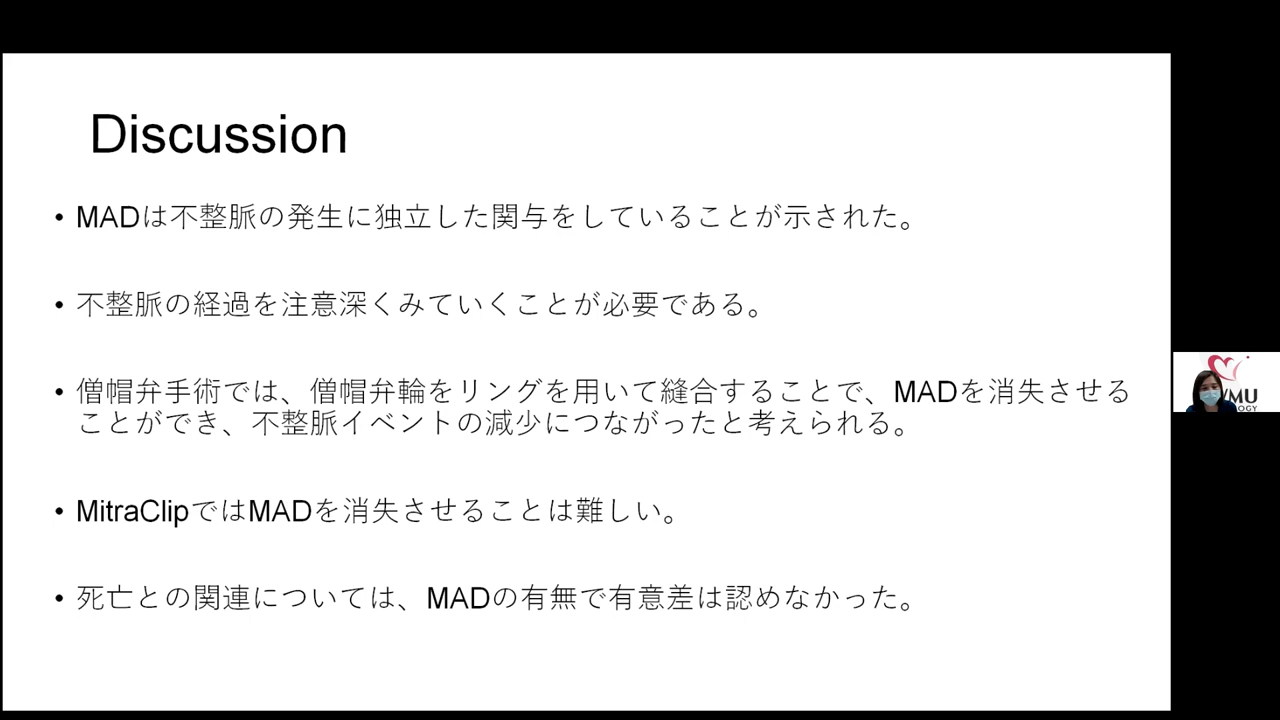 Discussion
• MADは不整脈の発生に独立した関与をしていることが示された。
• 不整脈の経過を注意深くみていくことが必要である。
• 僧帽弁手術では、僧帽弁輪をリングを用いて縫合することで、MADを消失させる
ことができ、不整脈イベントの減少につながったと考えられる。
• MitraClipではMADを消失させることは難しい。
• 死亡との関連については、MADの有無で有意差は認めなかった。
MU
OGY